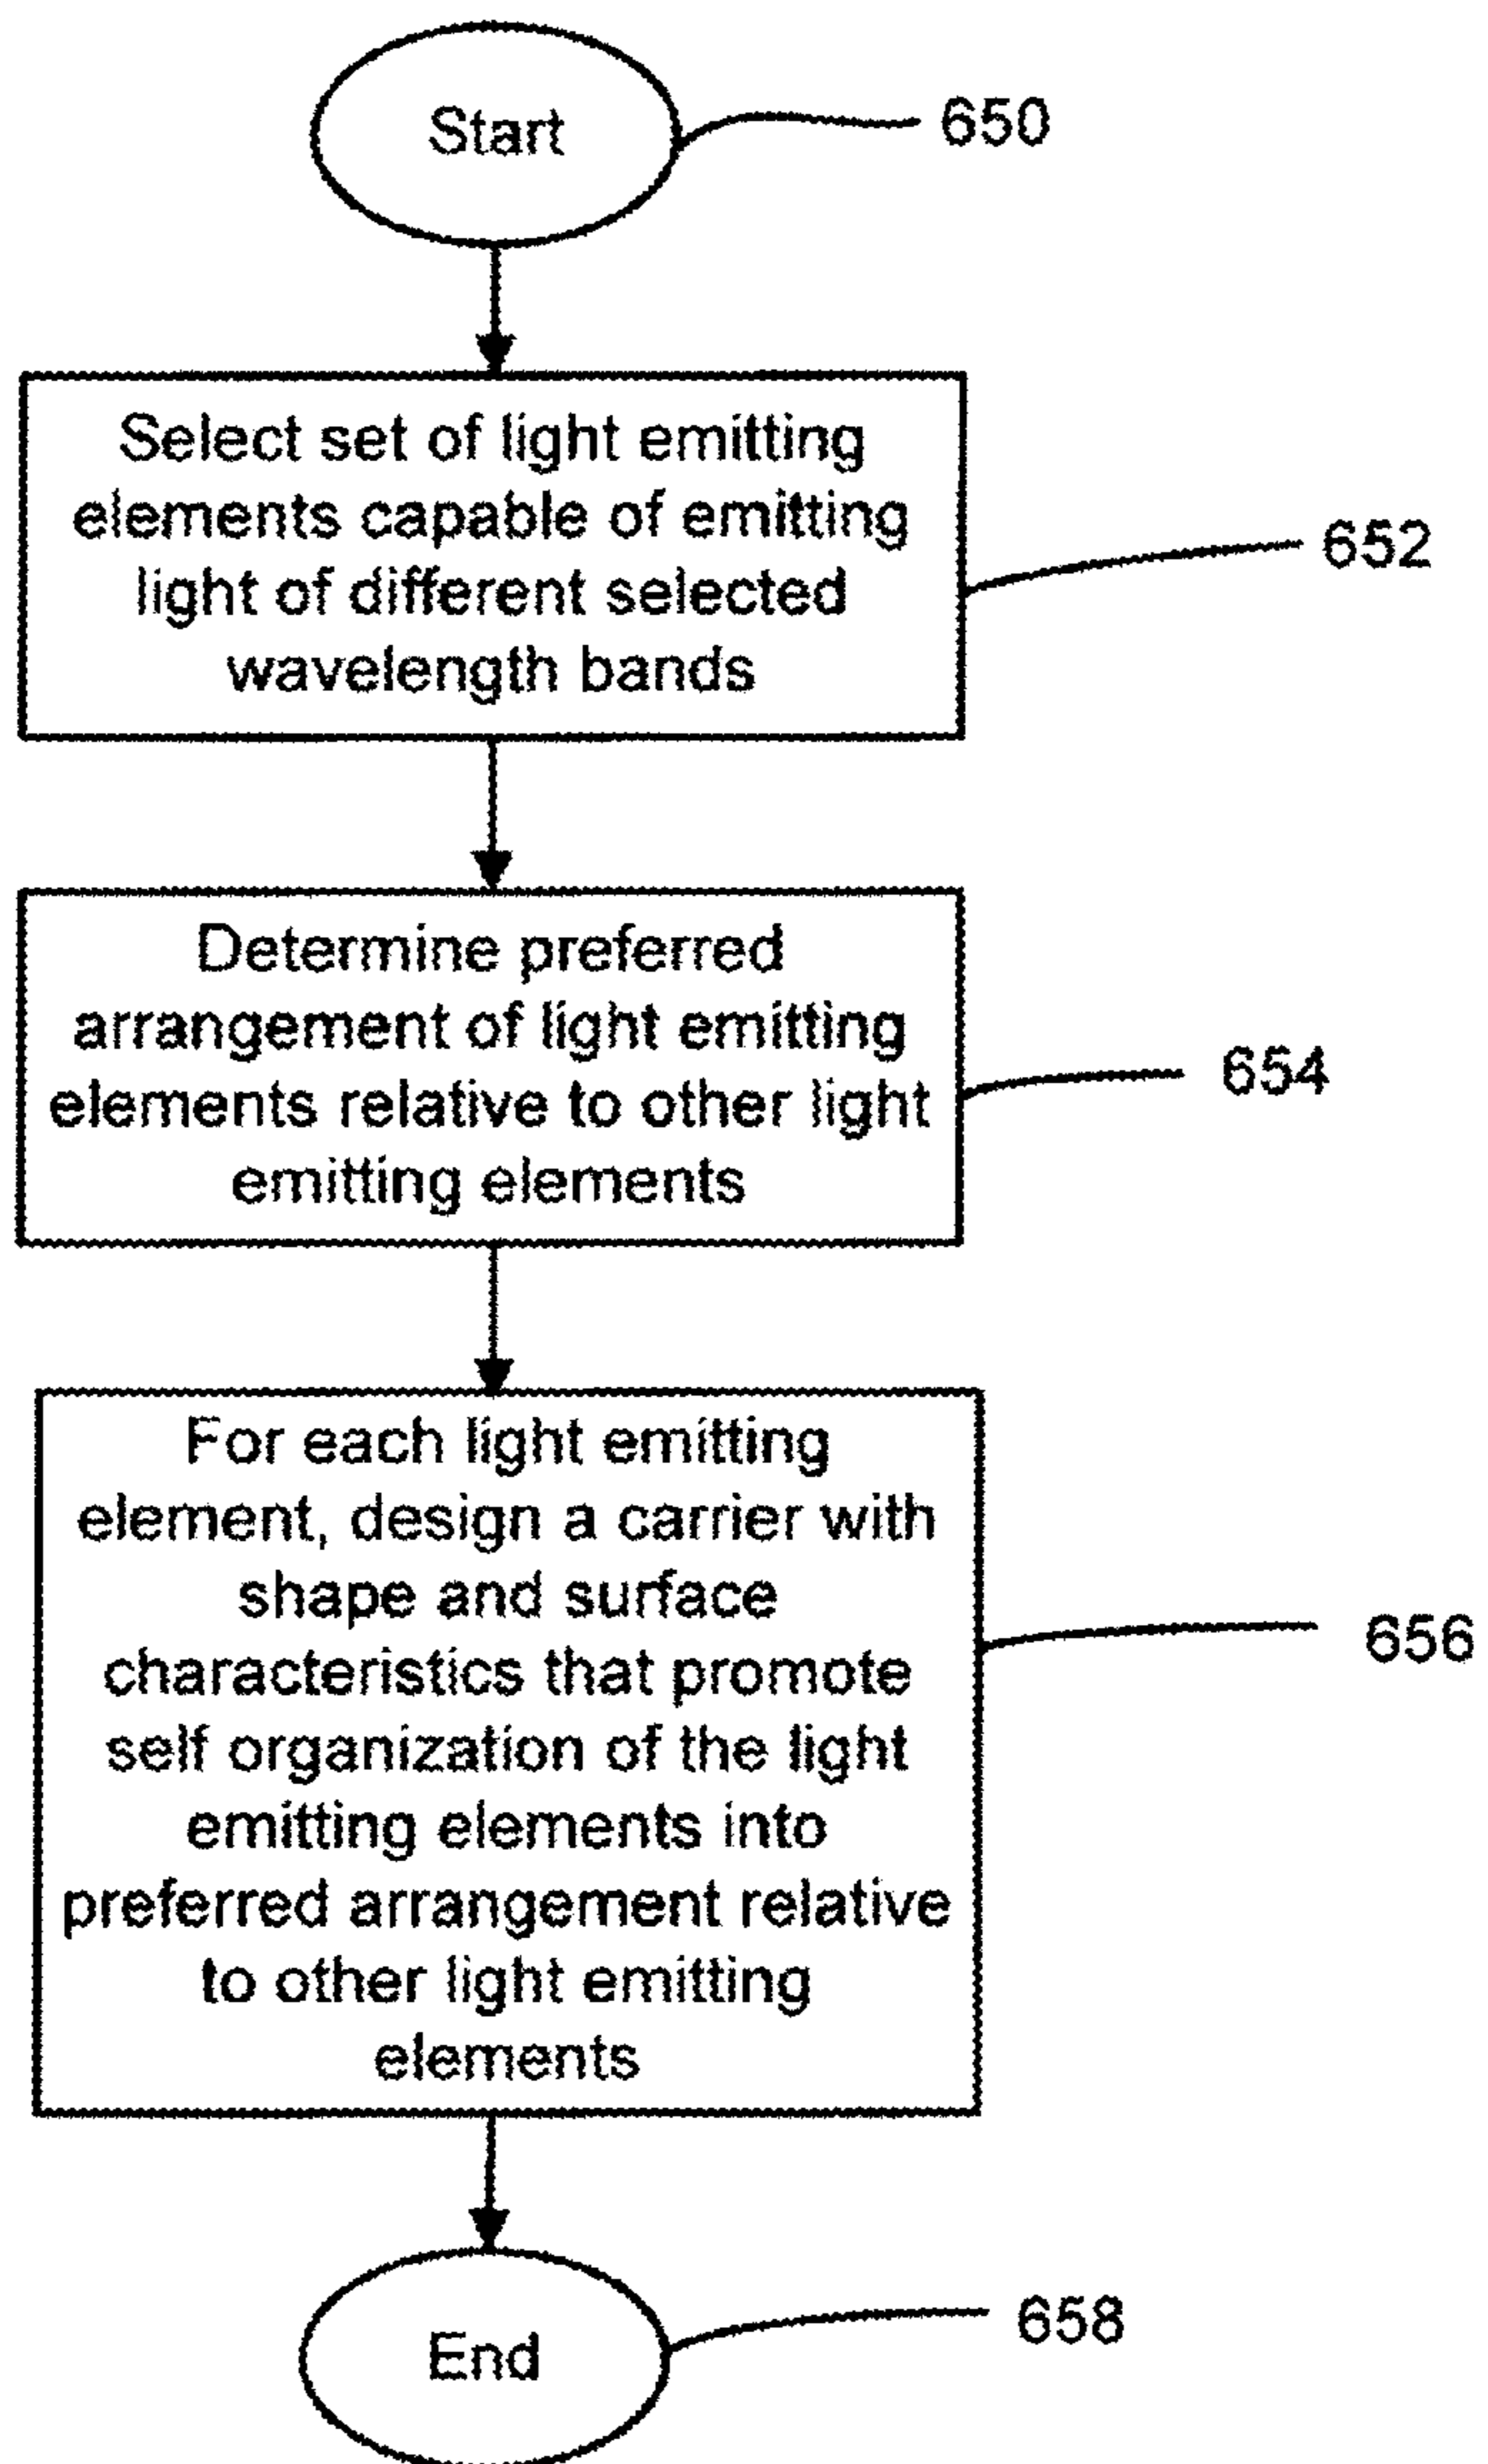 Start
650
Select set of light emitting
elements capable of emitting
light of different selected
wavelength bands
652
Determine preferred
arrangement of light emitting
elements relative to other light
emitting elements
654
For each light emitting
element, design a carrier with
shape and surface
characteristics that promote
self organization of the light
emitting elements into
preferred arrangement relative
to other light emitting
elements
656
End
658